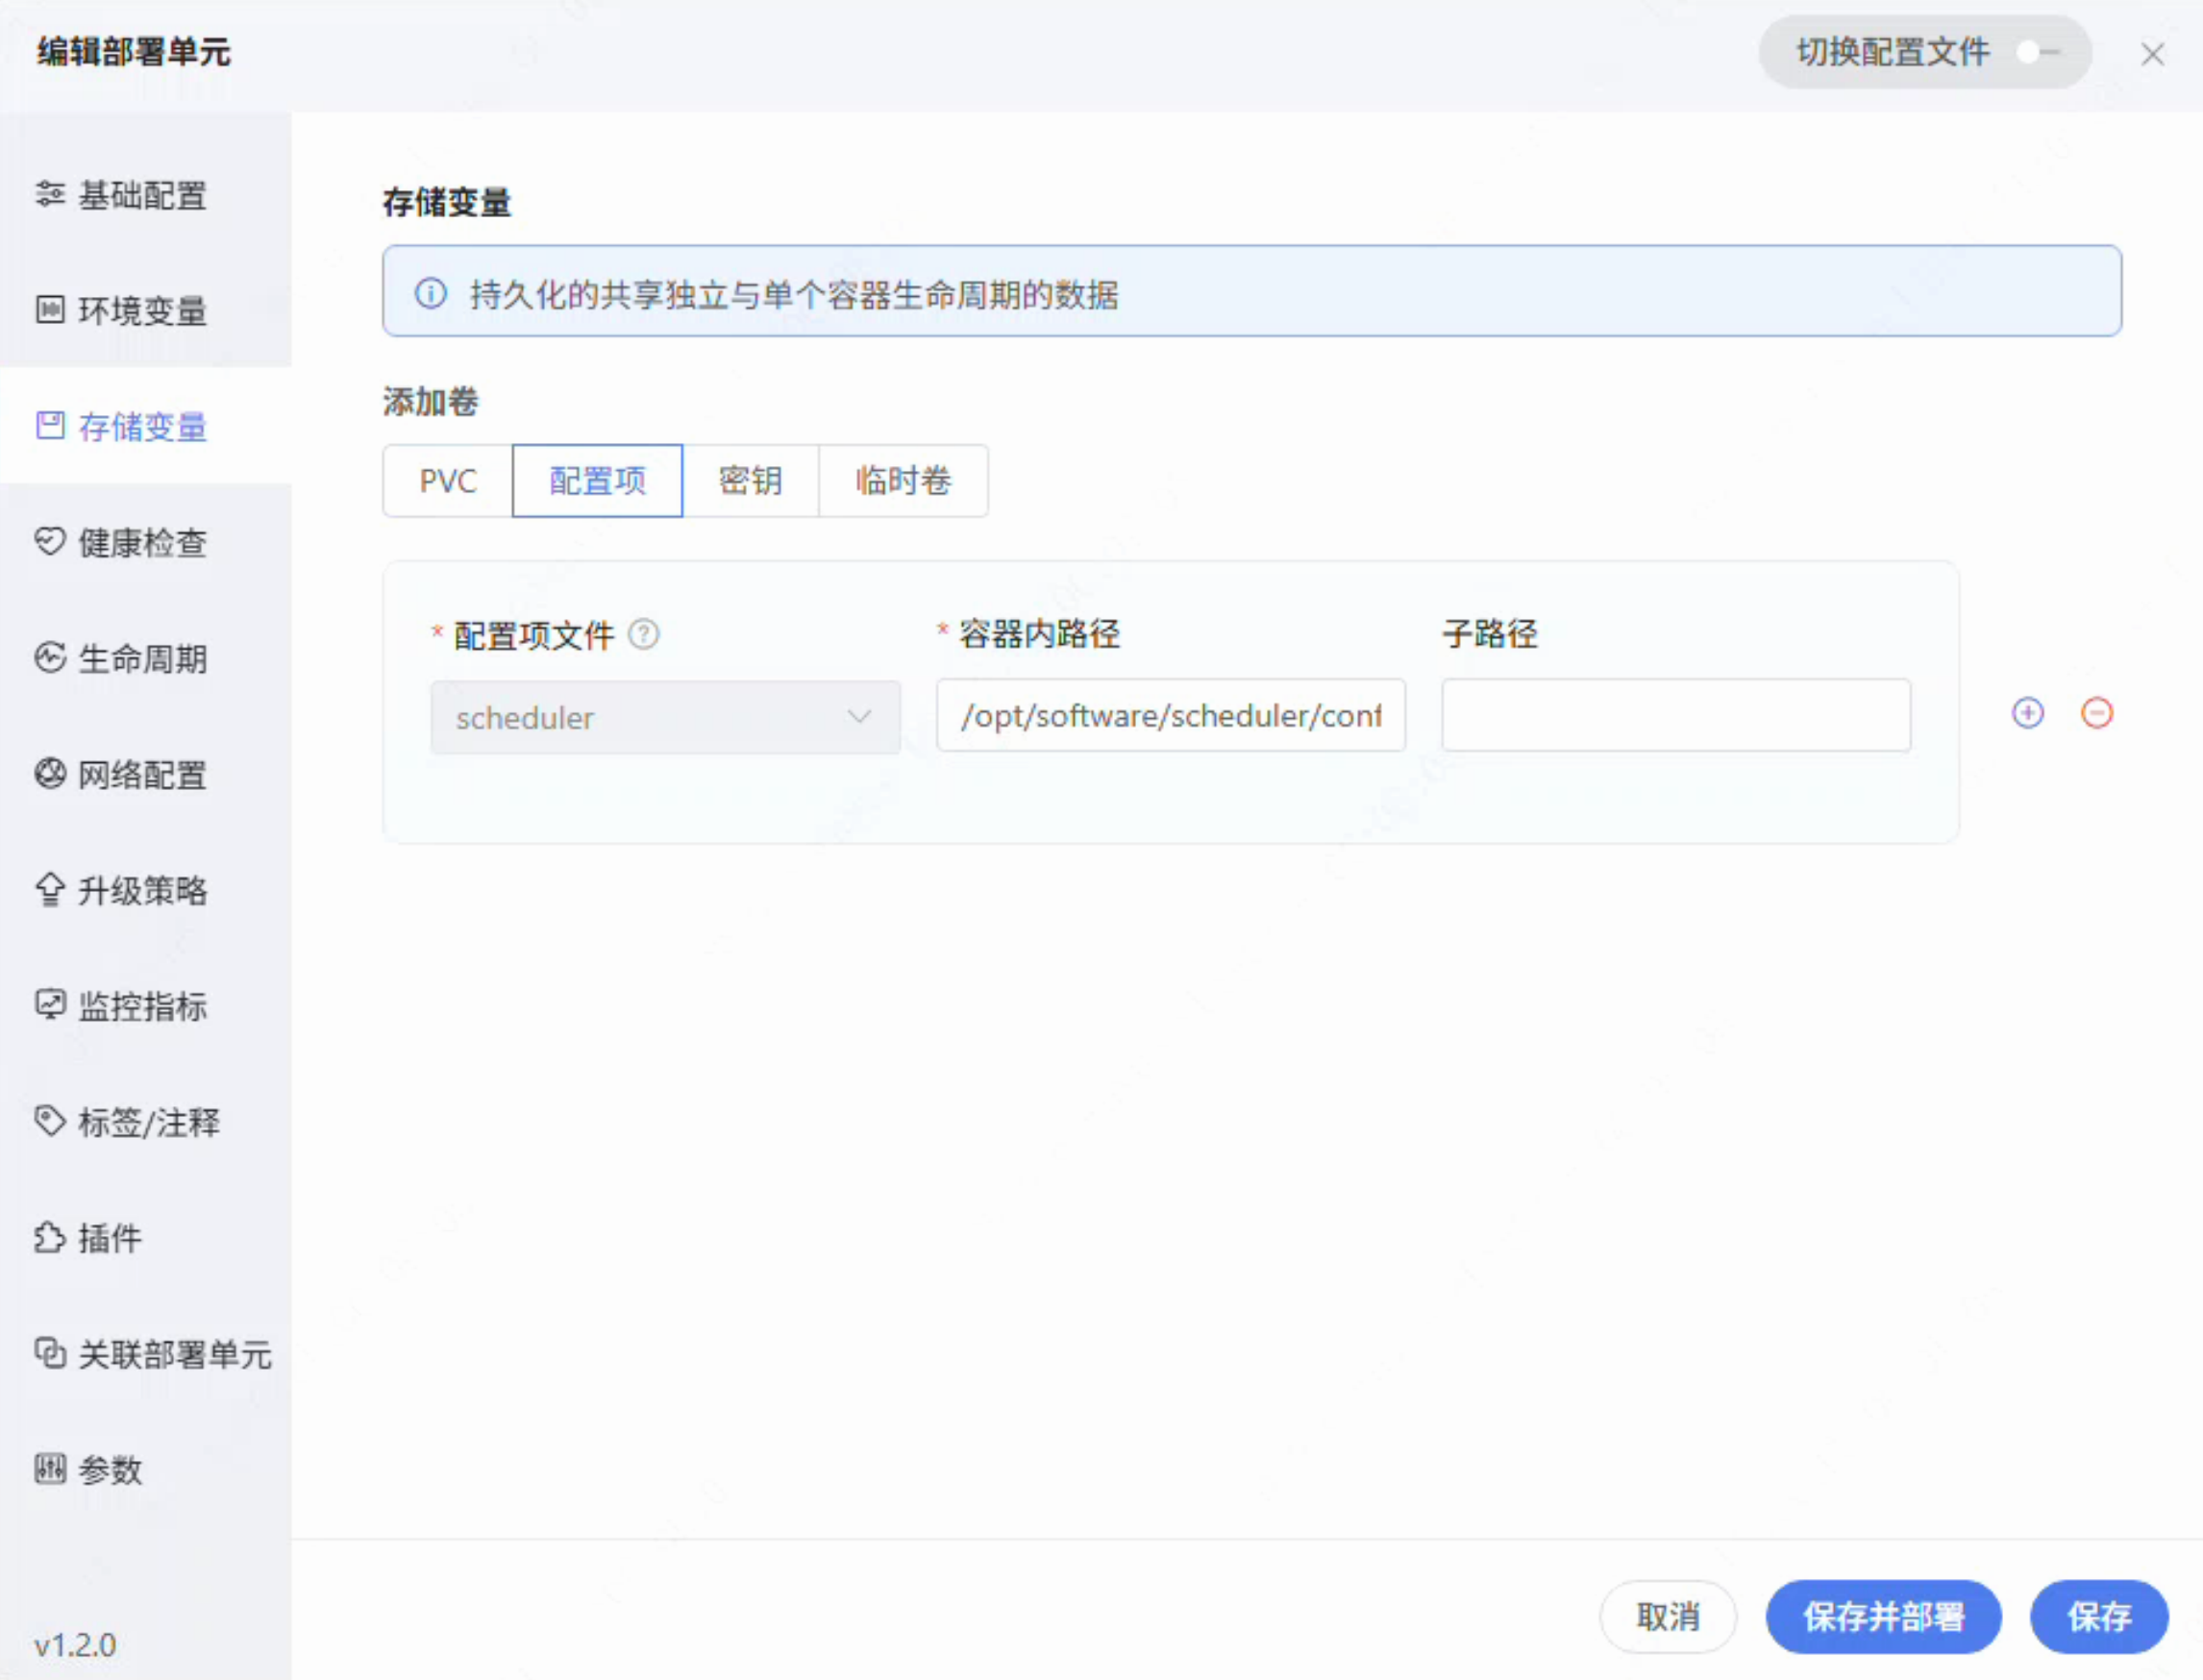 编辑部署单元
切换配置文件
基础配置
环境变量
存储变量
健康检查
生命周期
网络配置
升级策略
监控指标
标签/注释
插件
关联部署单元
参数
v1.2.0
存储变量
持久化的共享独立与单个容器生命周期的数据
添加卷
PVC 配置项 密钥 临时卷
* 配置项文件 * 容器内路径 子路径
scheduler /opt/software/scheduler/conf
取消 保存并部署 保存